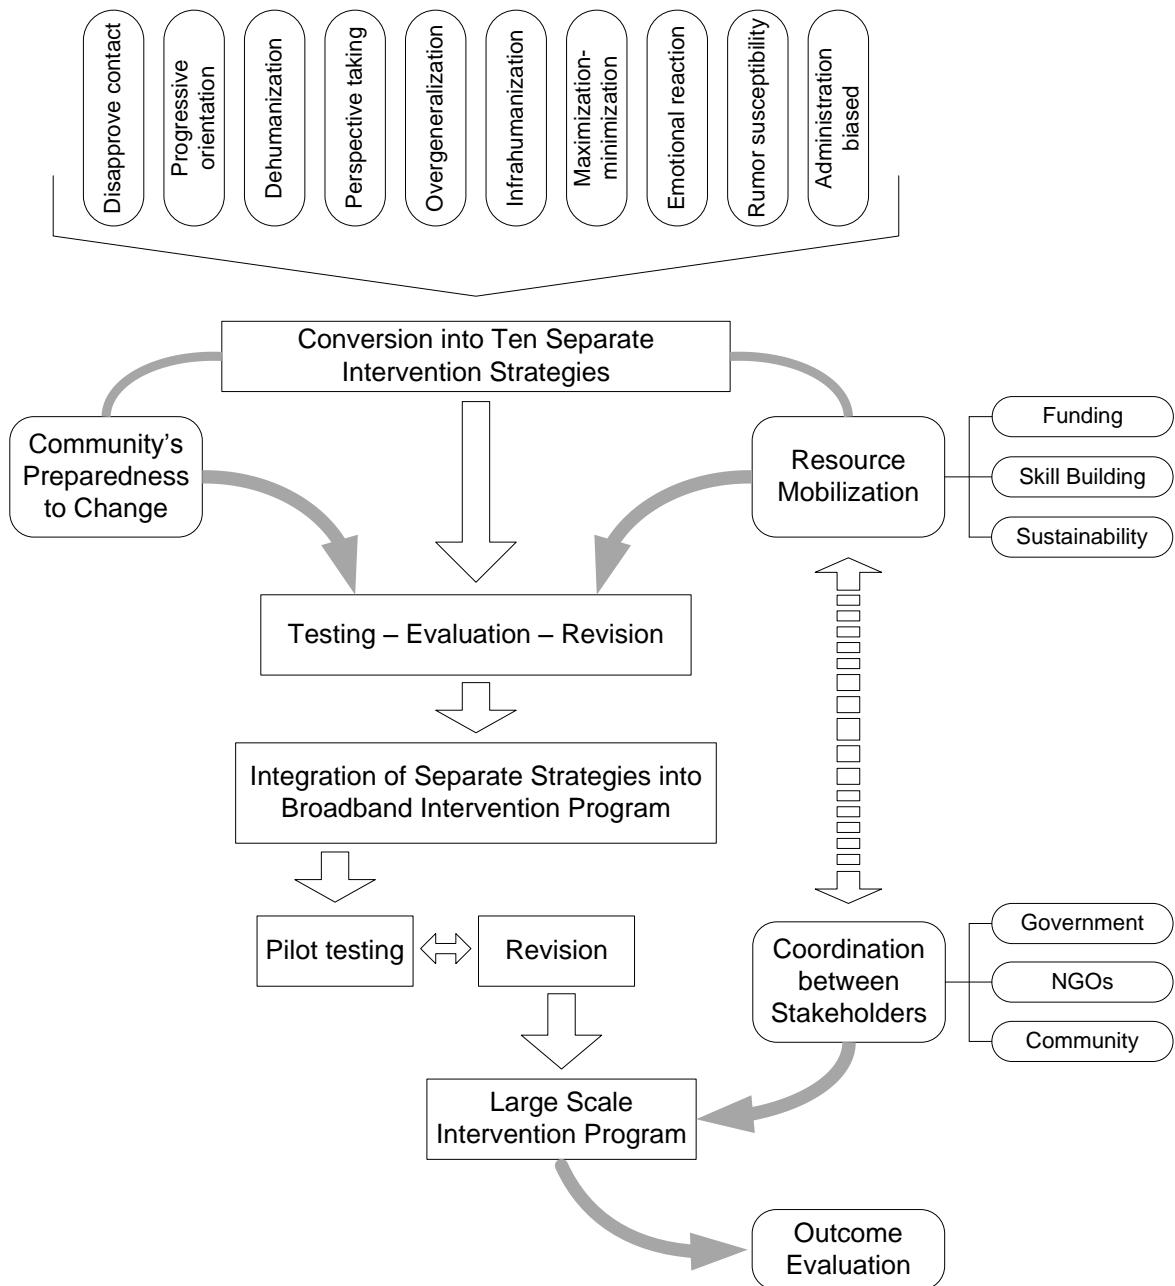 Disapprove contact
Progressive
orientation
Dehumanization
Perspective taking
Overgeneralization
Infrahumanization
Maximization-
minimization
Emotional reaction
Rumor susceptibility
Administration
biased
Conversion into Ten Separate
Intervention Strategies
Community’s
Preparedness
to Change
Resource
Mobilization
Funding
Skill Building
Sustainability
Testing – Evaluation – Revision
Integration of Separate Strategies into
Broadband Intervention Program
Pilot testing
Revision
Coordination
between
Stakeholders
Government
NGOs
Community
Large Scale
Intervention Program
Outcome
Evaluation